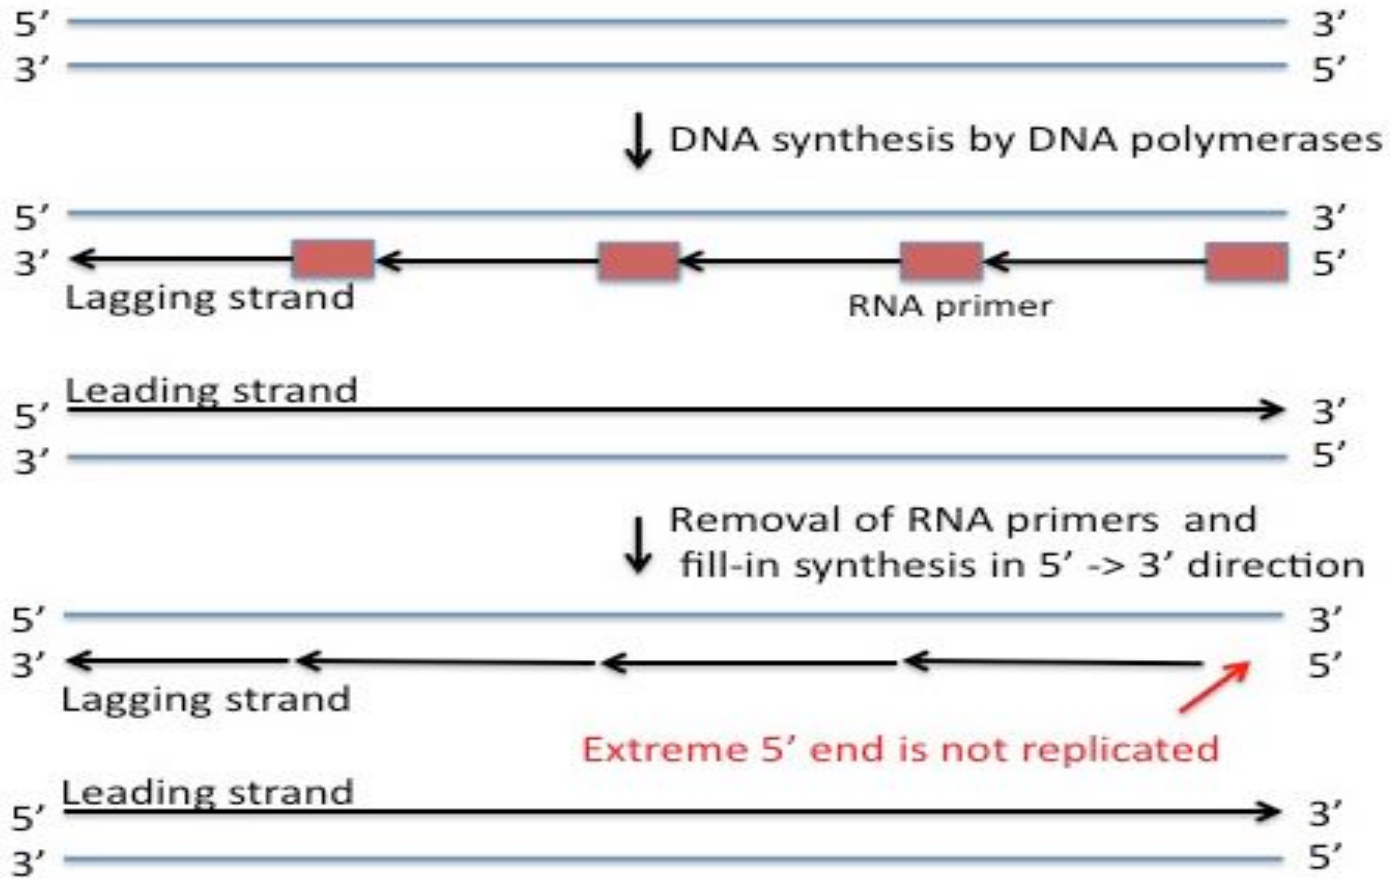 5’ 3’
3’ 5’
DNA synthesis by DNA polymerases
5’ 3’
3’ 5’
Lagging strand
RNA primer
Leading strand
5’ 3’
3’ 5’
Removal of RNA primers and
fill-in synthesis in 5’ -> 3’ direction
5’ 3’
3’ 5’
Lagging strand
Extreme 5’ end is not replicated
Leading strand
5’ 3’
3’ 5’